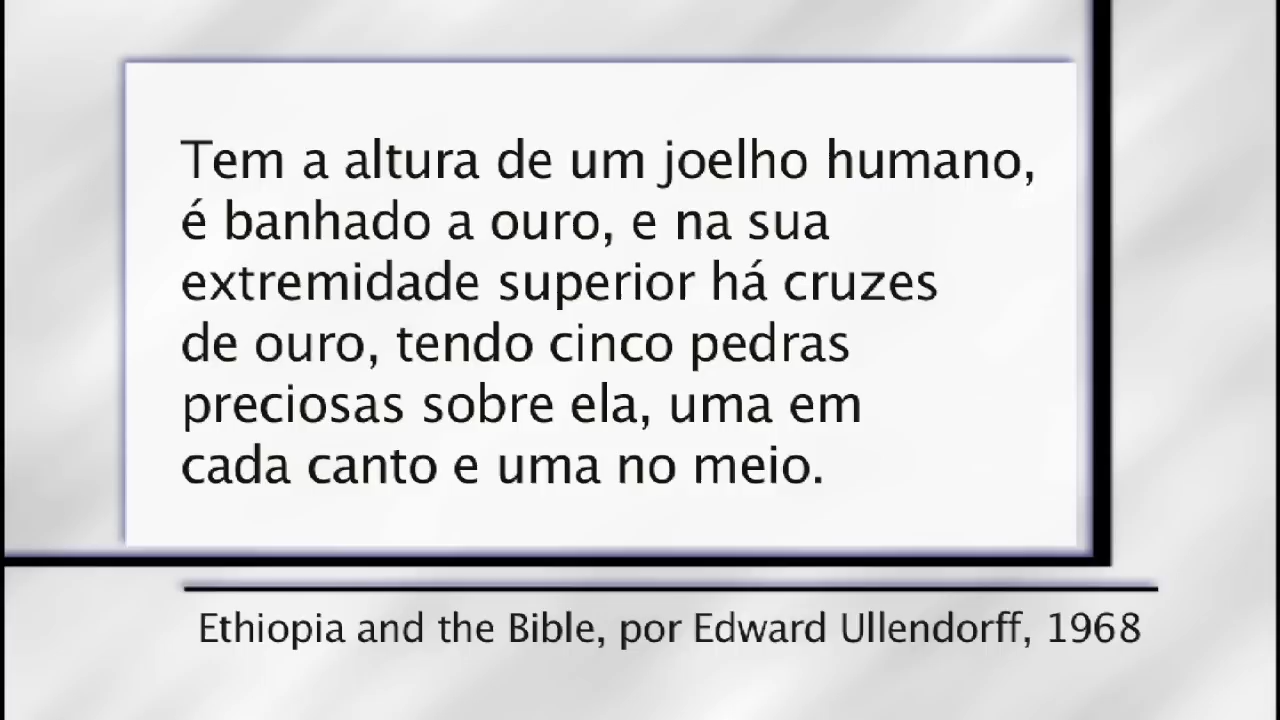 Tem a altura de um joelho humano,
é banhado a ouro, e na sua
extremidade superior há cruzes
de ouro, tendo cinco pedras
preciosas sobre ela, uma em
cada canto e uma no meio.
Ethiopia and the Bible, por Edward Ullendorff, 1968